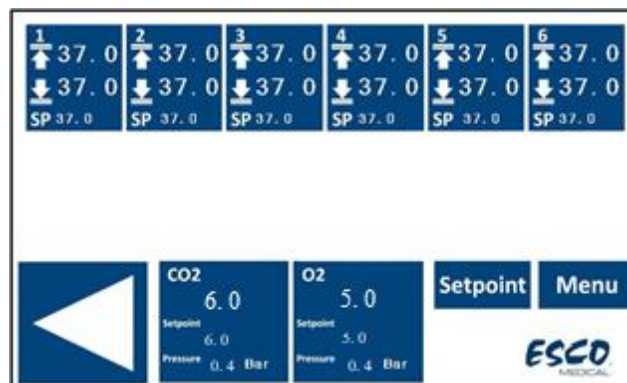 1 2 3 4 5 6
37.0 37.0 37.0 37.0 37.0 37.0
37.0 37.0 37.0 37.0 37.0 37.0
SP 37.0 SP 37.0 SP 37.0 SP 37.0 SP 37.0 SP 37.0
CO2
6.0
Setpoint
6.0
Pressure 0.4 Bar
O2
5.0
Setpoint
5.0
Pressure 0.4 Bar
Setpoint
Menu
ESCO
MEDICAL